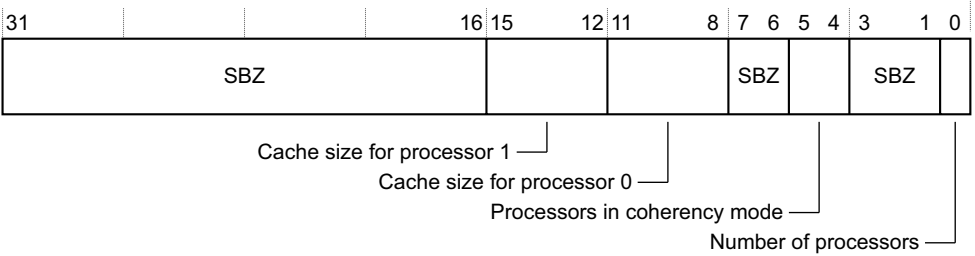 31 16 15 12 11 8 7 6 5 4 3 1 0
SBZ SBZ SBZ
Cache size for processor 1
Cache size for processor 0
Processors in coherency mode
Number of processors